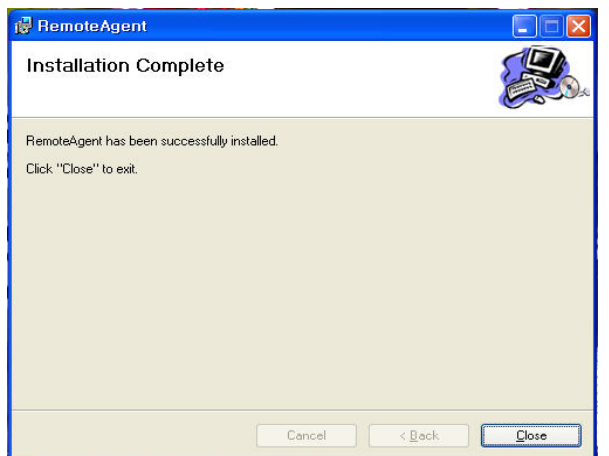 RemoteAgent
Installation Complete
RemoteAgent has been successfully installed.
Click "Close" to exit.
Cancel
< Back
Close